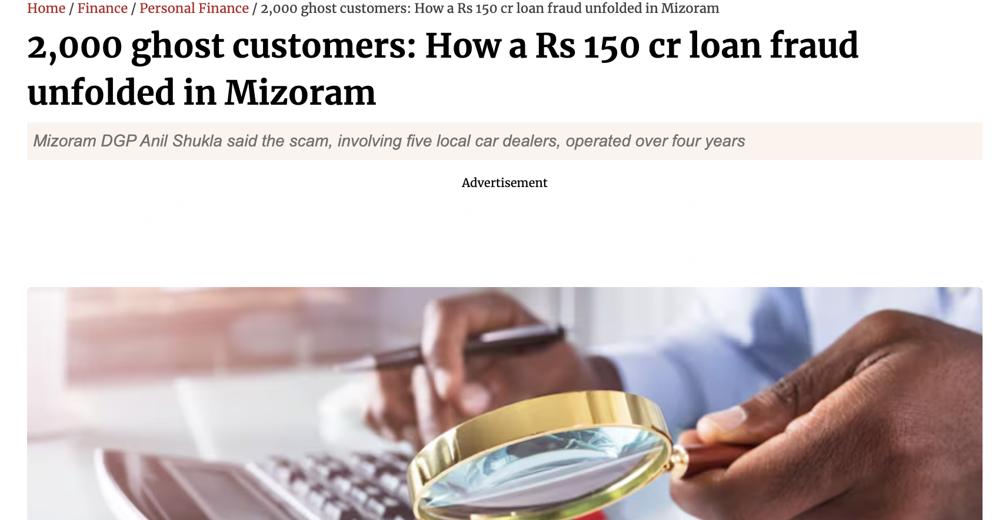 Home / Finance / Personal Finance / 2,000 ghost customers: How a Rs 150 cr loan fraud unfolded in Mizoram
2,000 ghost customers: How a Rs 150 cr loan fraud
unfolded in Mizoram
Mizoram DGP Anil Shukla said the scam, involving five local car dealers, operated over four years
Advertisement